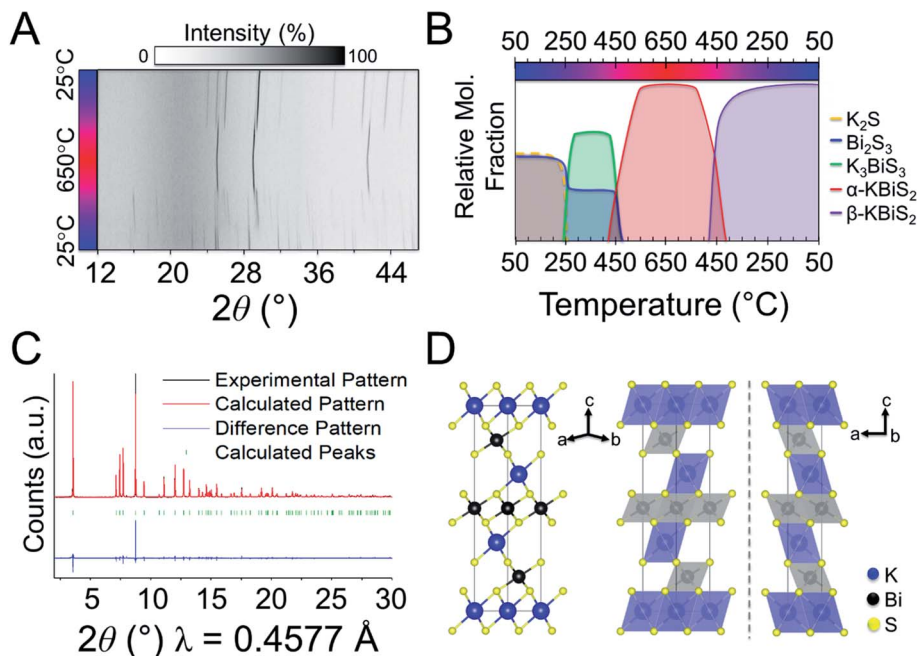 A
Intensity (%)
0 100
25°C
650°C
25°C
12 20 28 36 44
2θ (°)
B
50 250 450 650 450 250 50
Relative Mol.
Fraction
K₂S
Bi₂S₃
K₃BiS₃
α-KBiS₂
β-KBiS₂
50 250 450 650 450 250 50
Temperature (°C)
C
Experimental Pattern
Calculated Pattern
Difference Pattern
Calculated Peaks
Counts (a.u.)
5 10 15 20 25 30
2θ (°) λ = 0.4577 Å
D
c
a b
c
a b
K
Bi
S